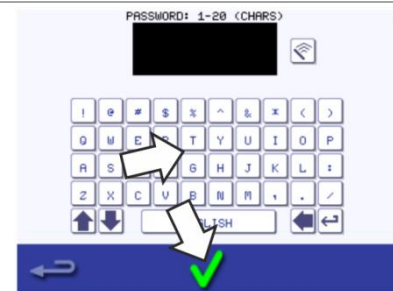 PASSWORD: 1-20 (CHARS)
! @ # $ % ^ & * < >
Q W E T Y U I O P
A S G H J K L :
Z X C V B N M , . /
LISH